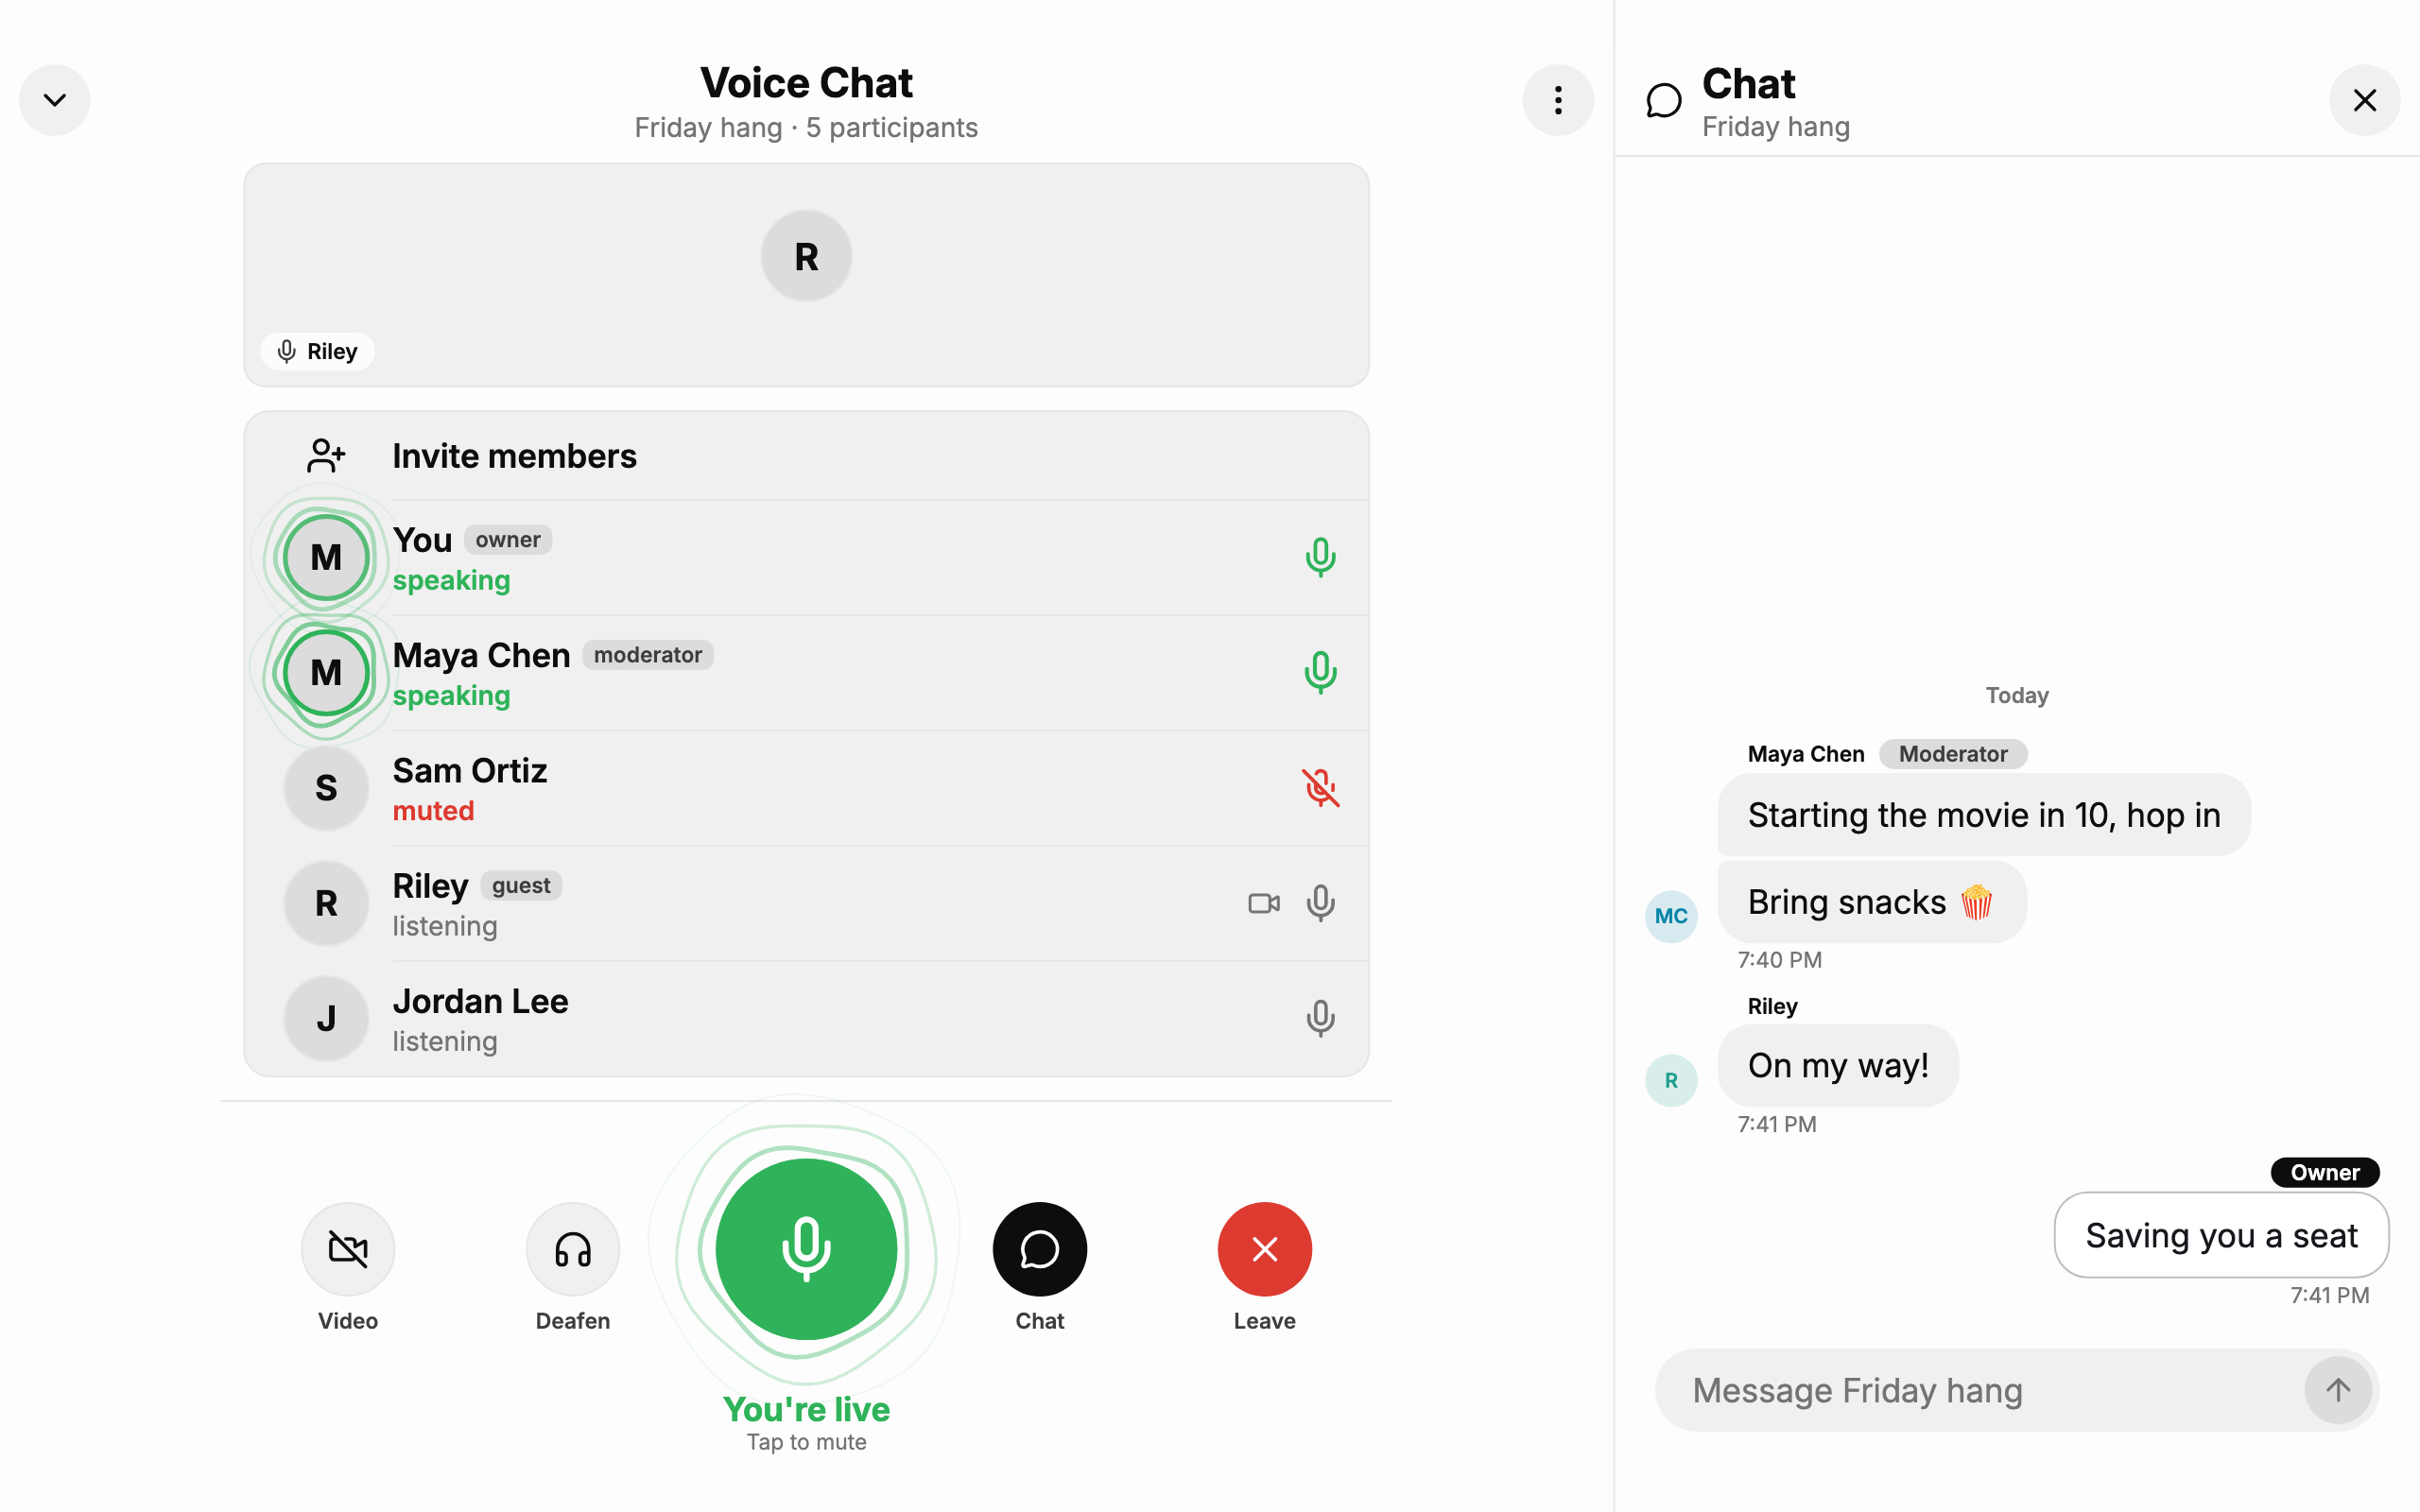 Voice Chat
Friday hang · 5 participants
R
Riley
Invite members
M
You owner
speaking
M
Maya Chen moderator
speaking
S
Sam Ortiz
muted
R
Riley guest
listening
J
Jordan Lee
listening
Video
Deafen
Chat
Leave
You're live
Tap to mute
Chat
Friday hang
Today
Maya Chen Moderator
Starting the movie in 10, hop in
Bring snacks 🍿
MC
7:40 PM
Riley
On my way!
R
7:41 PM
Owner
Saving you a seat
7:41 PM
Message Friday hang